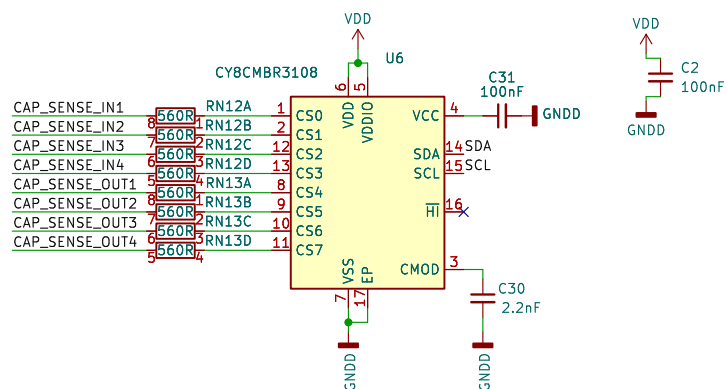 VDD
VDD
U6
CY8CMBR3108
6
5
C31
100nF
C2
100nF
CAP_SENSE_IN1
560R
RN12A
8
1
1
CS0
VDD
VDDIO
VCC
4
GNDD
GNDD
CAP_SENSE_IN2
560R
RN12B
7
2
2
CS1
CAP_SENSE_IN3
560R
RN12C
6
3
12
CS2
SDA
14
SDA
CAP_SENSE_IN4
560R
RN12D
5
4
13
CS3
SCL
15
SCL
CAP_SENSE_OUT1
560R
RN13A
8
1
8
CS4
CAP_SENSE_OUT2
560R
RN13B
7
2
9
CS5
HI
16
CAP_SENSE_OUT3
560R
RN13C
6
3
10
CS6
CAP_SENSE_OUT4
560R
RN13D
5
4
11
CS7
VSS
EP
CMOD
3
7
17
C30
2.2nF
GNDD
GNDD